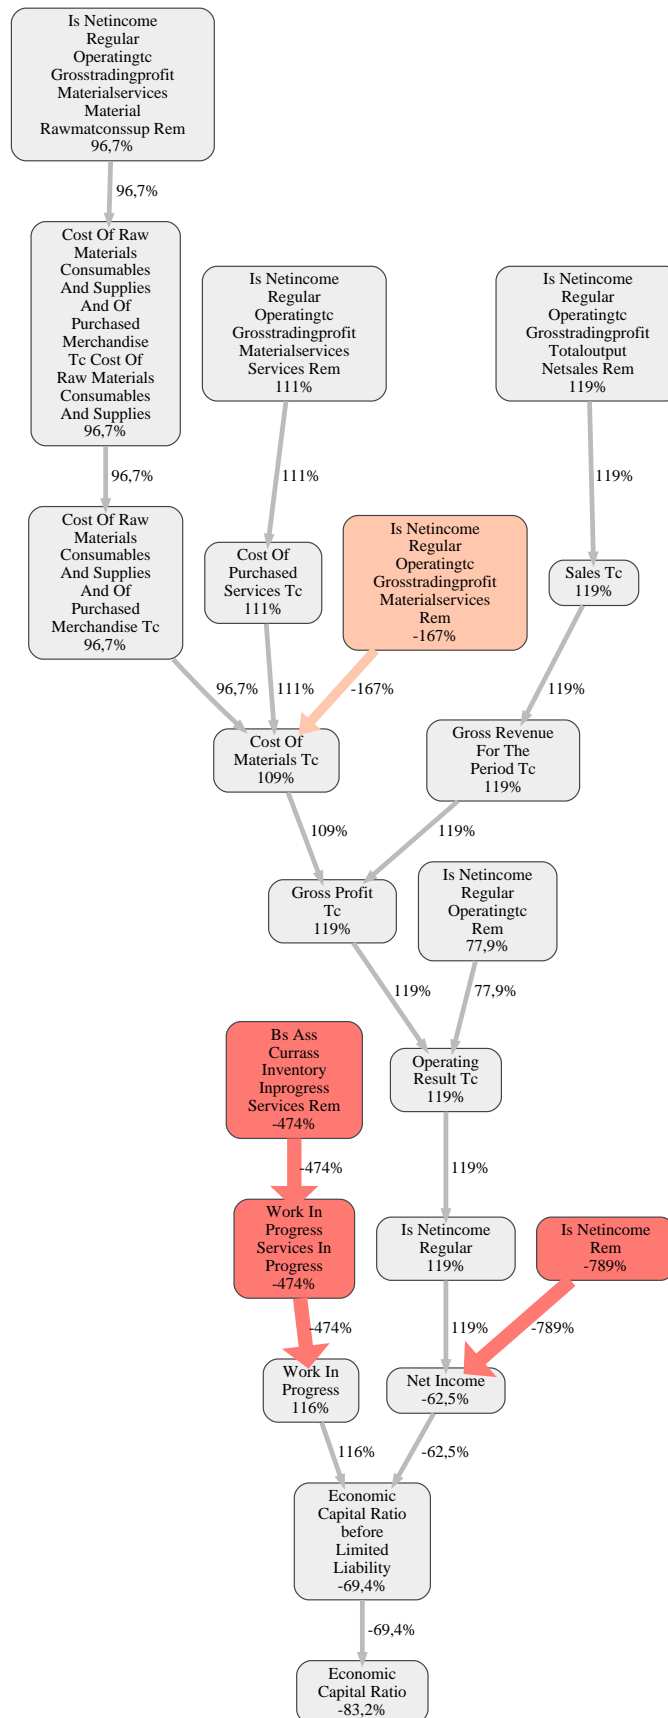 Is Netincome
Regular
Operatingtc
Grosstradingprofit
Materialservices
Material
Rawmatconssup Rem
96,7%
96,7%
Cost Of Raw
Materials
Consumables
And Supplies
And Of
Purchased
Merchandise
Tc Cost Of
Raw Materials
Consumables
And Supplies
96,7%
Is Netincome
Regular
Operatingtc
Grosstradingprofit
Materialservices
Services Rem
111%
Is Netincome
Regular
Operatingtc
Grosstradingprofit
Totaloutput
Netsales Rem
119%
96,7%
111%
119%
Cost Of Raw
Materials
Consumables
And Supplies
And Of
Purchased
Merchandise Tc
96,7%
Cost Of
Purchased
Services Tc
111%
Is Netincome
Regular
Operatingtc
Grosstradingprofit
Materialservices
Rem
-167%
Sales Tc
119%
96,7%
111%
-167%
119%
Cost Of
Materials Tc
109%
Gross Revenue
For The
Period Tc
119%
109%
119%
Gross Profit
Tc
119%
Is Netincome
Regular
Operatingtc
Rem
77,9%
119%
77,9%
Bs Ass
Currass
Inventory
Inprogress
Services Rem
-474%
Operating
Result Tc
119%
-474%
119%
Work In
Progress
Services In
Progress
-474%
Is Netincome
Regular
119%
Is Netincome
Rem
-789%
-474%
119%
-789%
Work In
Progress
116%
Net Income
-62,5%
116%
-62,5%
Economic
Capital Ratio
before
Limited
Liability
-69,4%
-69,4%
Economic
Capital Ratio
-83,2%